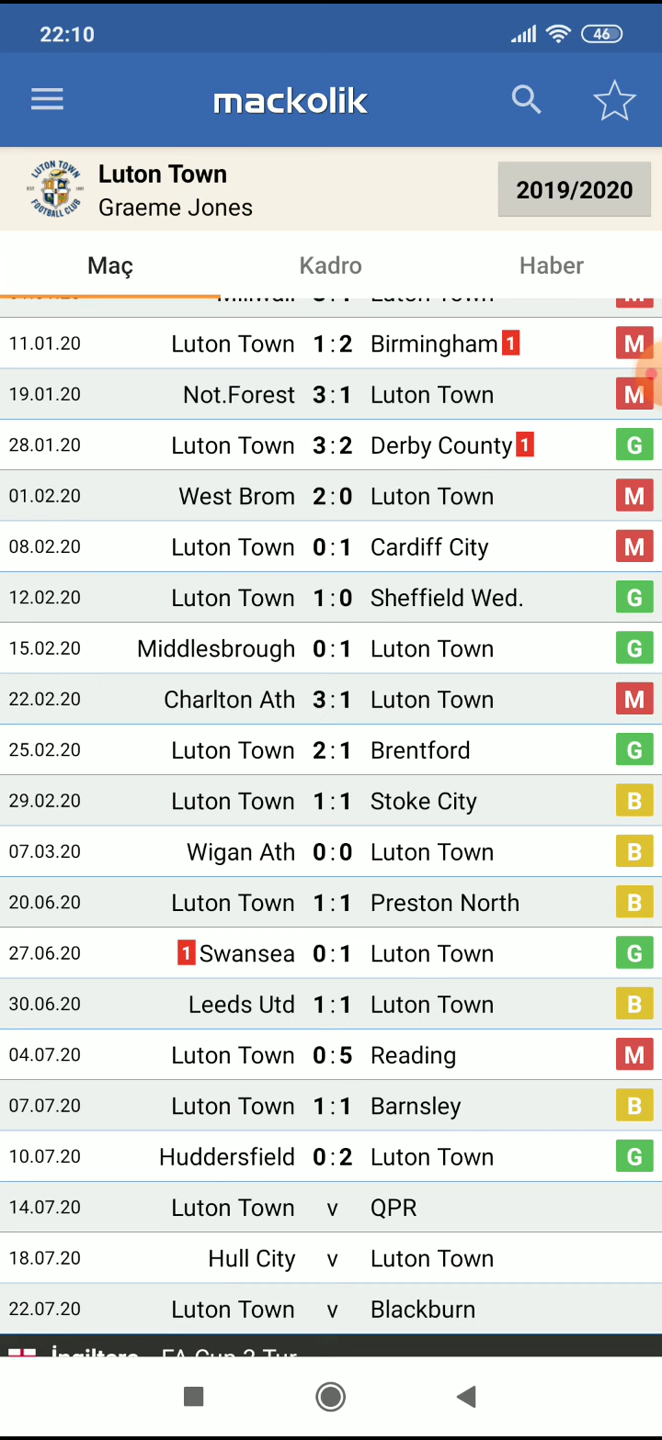 22:10 46
mackolik
LUTON TOWN
FOOTBALL CLUB
Luton Town
Graeme Jones
2019/2020
Maç Kadro Haber
11.01.20 Luton Town 1:2 Birmingham 1 M
19.01.20 Not.Forest 3:1 Luton Town M
28.01.20 Luton Town 3:2 Derby County 1 G
01.02.20 West Brom 2:0 Luton Town M
08.02.20 Luton Town 0:1 Cardiff City M
12.02.20 Luton Town 1:0 Sheffield Wed. G
15.02.20 Middlesbrough 0:1 Luton Town G
22.02.20 Charlton Ath 3:1 Luton Town M
25.02.20 Luton Town 2:1 Brentford G
29.02.20 Luton Town 1:1 Stoke City B
07.03.20 Wigan Ath 0:0 Luton Town B
20.06.20 Luton Town 1:1 Preston North B
27.06.20 1 Swansea 0:1 Luton Town G
30.06.20 Leeds Utd 1:1 Luton Town B
04.07.20 Luton Town 0:5 Reading M
07.07.20 Luton Town 1:1 Barnsley B
10.07.20 Huddersfield 0:2 Luton Town G
14.07.20 Luton Town v QPR
18.07.20 Hull City v Luton Town
22.07.20 Luton Town v Blackburn